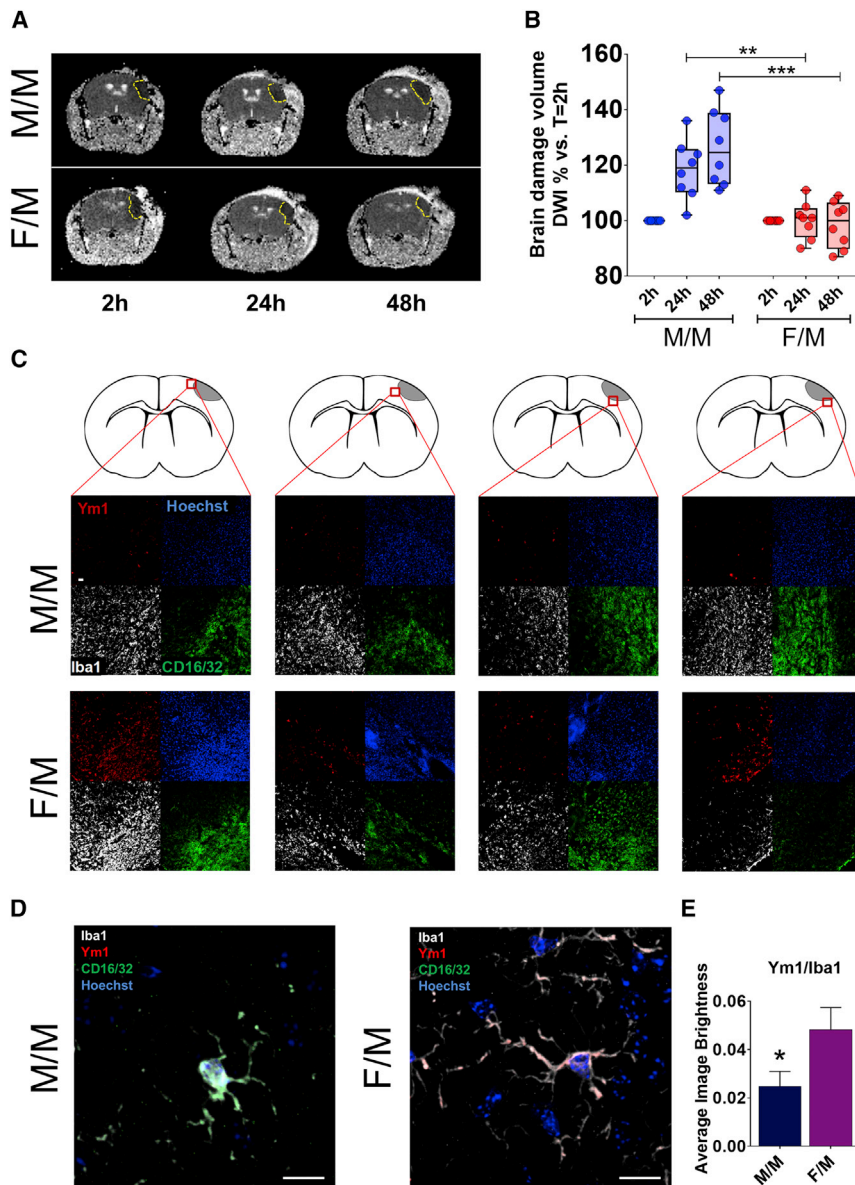 A
M/M
F/M
2h
24h
48h
B
Brain damage volume
DWI % vs. T=2h
160
140
120
100
80
**
***
2h
24h
48h
2h
24h
48h
M/M
F/M
C
Ym1
Hoechst
Iba1
CD16/32
M/M
F/M
D
M/M
Iba1
Ym1
CD16/32
Hoechst
F/M
Iba1
Ym1
CD16/32
Hoechst
E
Ym1/Iba1
Average Image Brightness
0.06
0.04
0.02
0.00
*
M/M
F/M